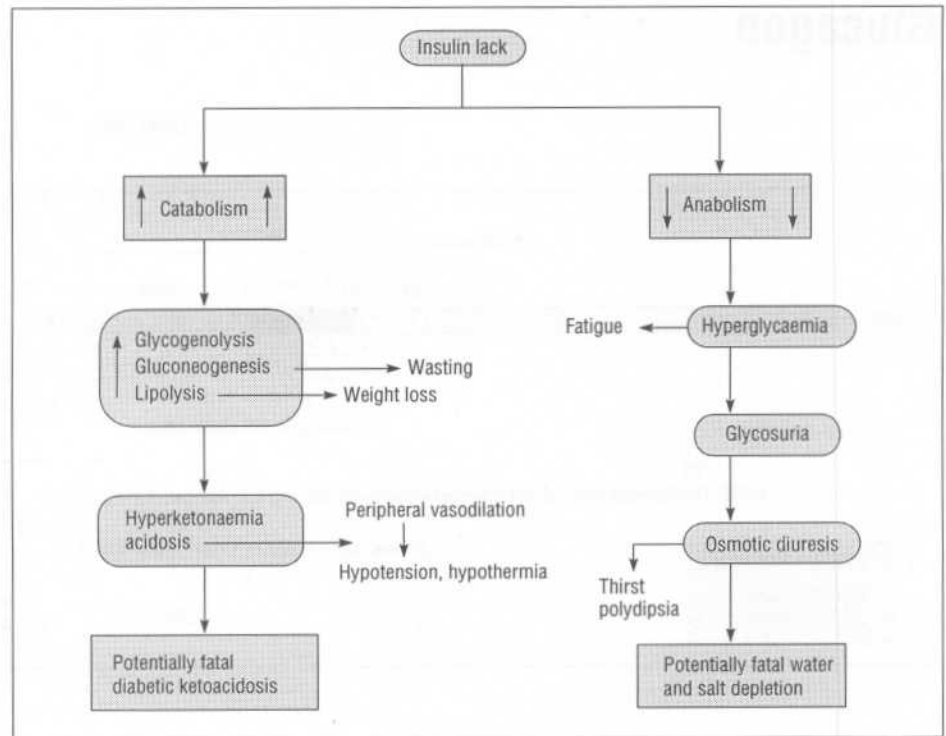 Insulin lack
Catabolism
Anabolism
Glycogenolysis
Gluconeogenesis
Lipolysis
Wasting
Weight loss
Fatigue
Hyperglycaemia
Glycosuria
Hyperketonaemia
acidosis
Peripheral vasodilation
Hypotension, hypothermia
Osmotic diuresis
Thirst
polydipsia
Potentially fatal
diabetic ketoacidosis
Potentially fatal water
and salt depletion